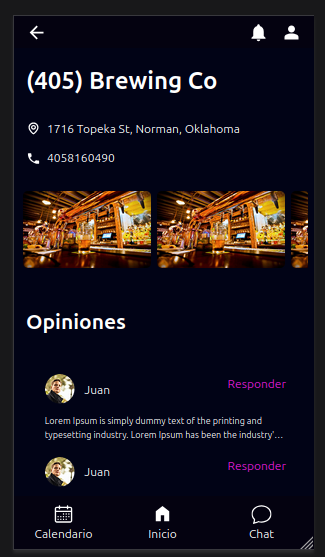 (405) Brewing Co
1716 Topeka St, Norman, Oklahoma
4058160490
Opiniones
Juan
Responder
Lorem Ipsum is simply dummy text of the printing and
typesetting industry. Lorem Ipsum has been the industry'...
Juan
Responder
Calendario
Inicio
Chat